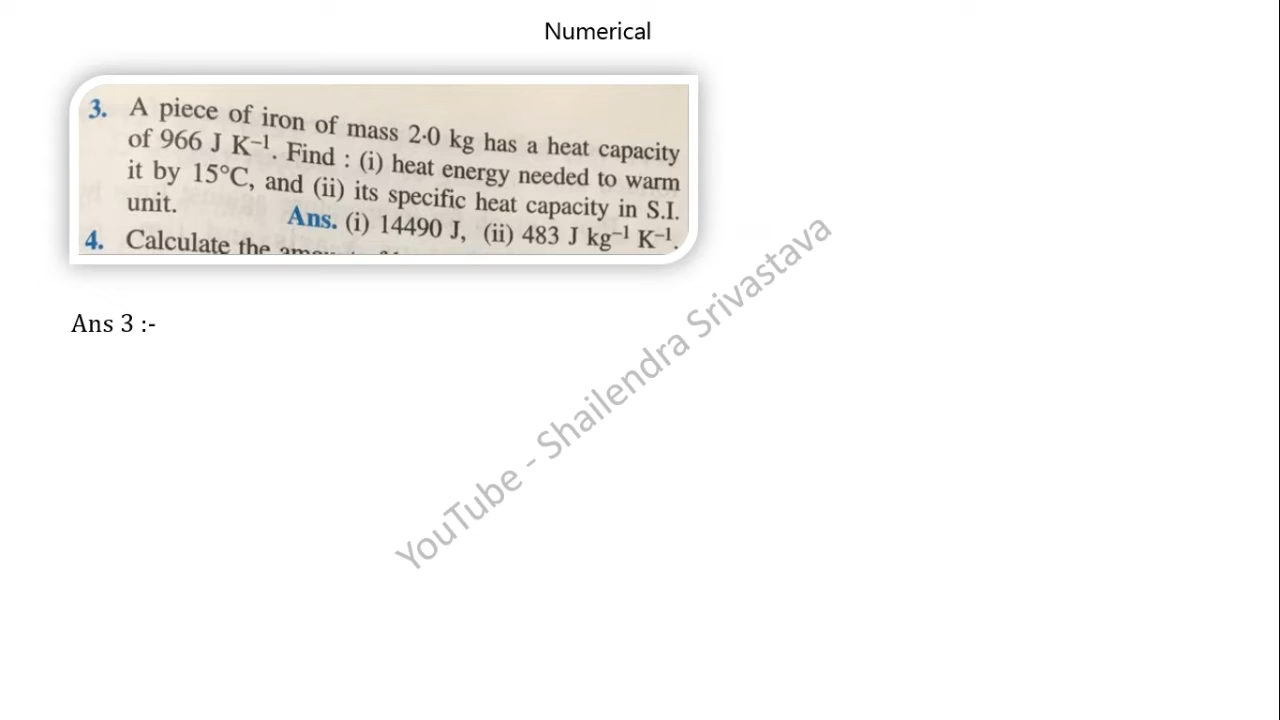 Numerical
3. A piece of iron of mass 2·0 kg has a heat capacity
of 966 J K⁻¹. Find : (i) heat energy needed to warm
it by 15°C, and (ii) its specific heat capacity in S.I.
unit. Ans. (i) 14490 J, (ii) 483 J kg⁻¹ K⁻¹.
4. Calculate the
Ans 3 :-
YouTube - Shailendra Srivastava